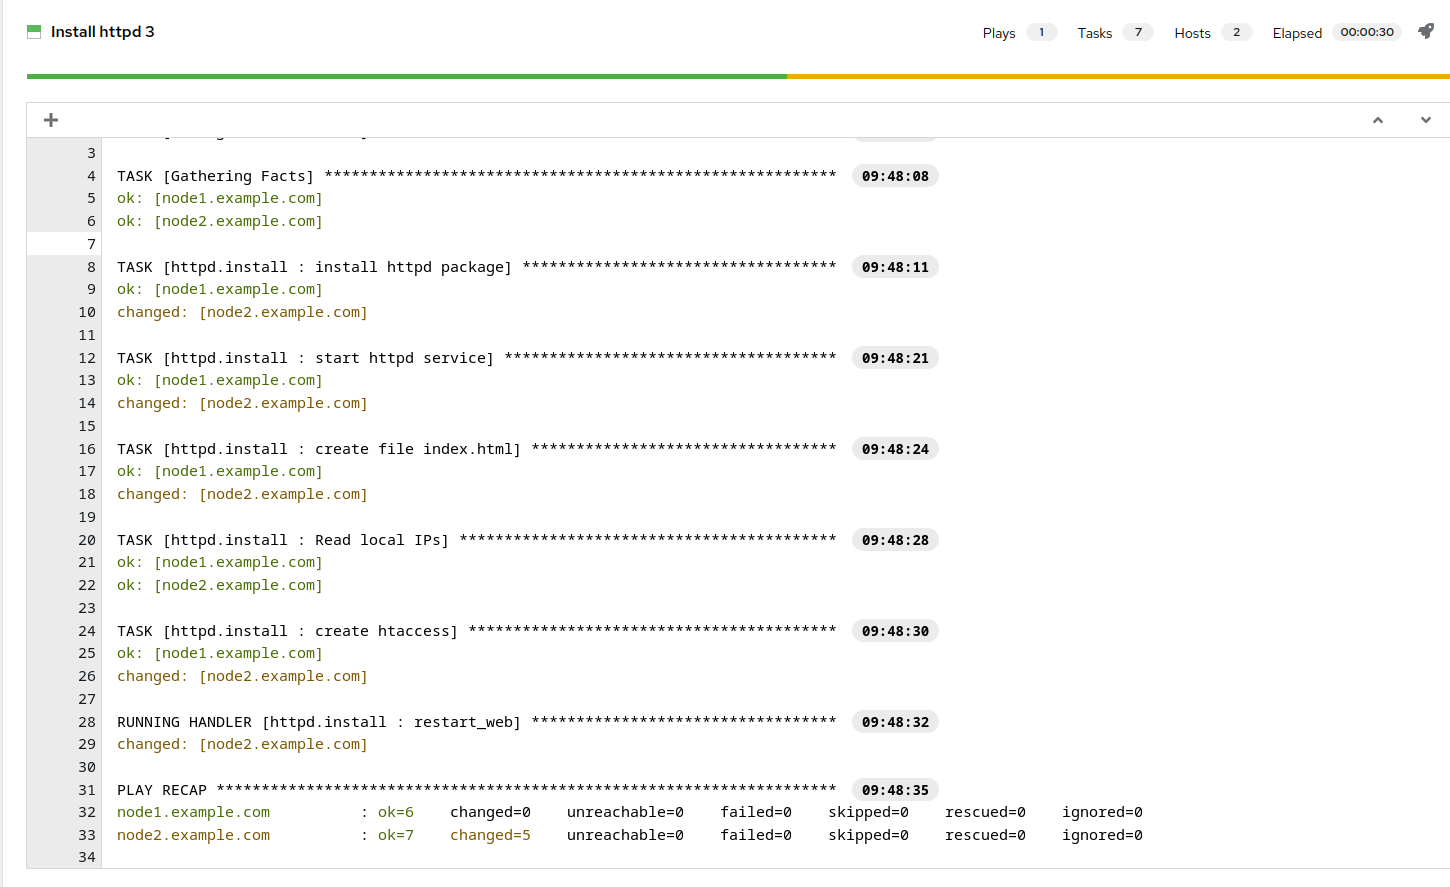 Install httpd 3
Plays 1 Tasks 7 Hosts 2 Elapsed 00:00:30
3
4 TASK [Gathering Facts] ********************************************************* 09:48:08
5 ok: [node1.example.com]
6 ok: [node2.example.com]
7
8 TASK [httpd.install : install httpd package] *********************************** 09:48:11
9 ok: [node1.example.com]
10 changed: [node2.example.com]
11
12 TASK [httpd.install : start httpd service] ************************************* 09:48:21
13 ok: [node1.example.com]
14 changed: [node2.example.com]
15
16 TASK [httpd.install : create file index.html] ********************************** 09:48:24
17 ok: [node1.example.com]
18 changed: [node2.example.com]
19
20 TASK [httpd.install : Read local IPs] ****************************************** 09:48:28
21 ok: [node1.example.com]
22 ok: [node2.example.com]
23
24 TASK [httpd.install : create htaccess] ***************************************** 09:48:30
25 ok: [node1.example.com]
26 changed: [node2.example.com]
27
28 RUNNING HANDLER [httpd.install : restart_web] ********************************** 09:48:32
29 changed: [node2.example.com]
30
31 PLAY RECAP ********************************************************************* 09:48:35
32 node1.example.com : ok=6 changed=0 unreachable=0 failed=0 skipped=0 rescued=0 ignored=0
33 node2.example.com : ok=7 changed=5 unreachable=0 failed=0 skipped=0 rescued=0 ignored=0
34